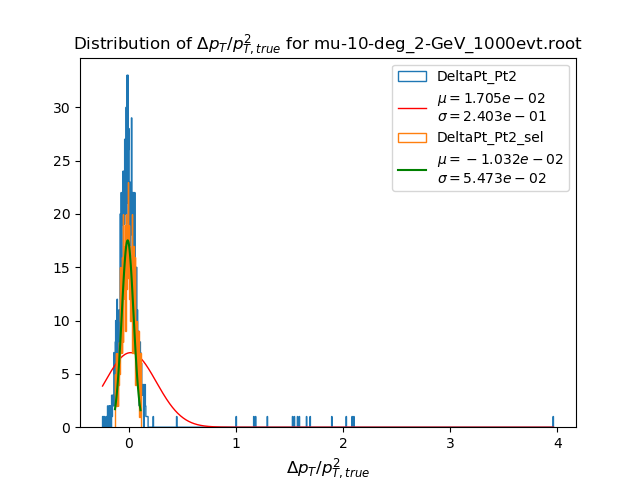 Distribution of Δp_T/p²_{T,true} for mu-10-deg_2-GeV_1000evt.root
DeltaPt_Pt2
μ = 1.705e − 02
σ = 2.403e − 01
DeltaPt_Pt2_sel
μ = − 1.032e − 02
σ = 5.473e − 02
30
25
20
15
10
5
0
0 1 2 3 4
Δp_T/p²_{T,true}